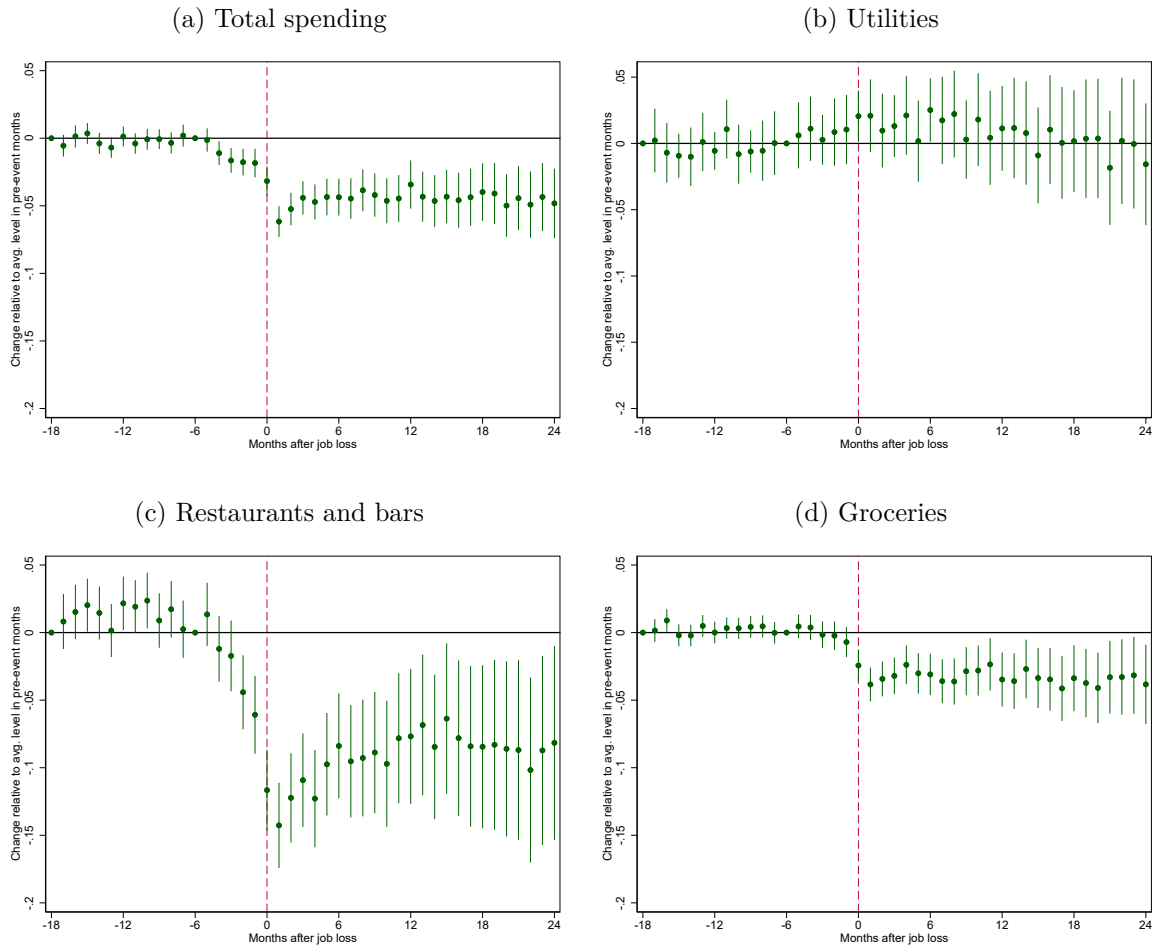 (a) Total spending
Change relative to avg. level in pre-event months
.05
0
-.05
-.1
-.15
-.2
-18 -12 -6 0 6 12 18 24
Months after job loss
(b) Utilities
Change relative to avg. level in pre-event months
.05
0
-.05
-.1
-.15
-.2
-18 -12 -6 0 6 12 18 24
Months after job loss
(c) Restaurants and bars
Change relative to avg. level in pre-event months
.05
0
-.05
-.1
-.15
-.2
-18 -12 -6 0 6 12 18 24
Months after job loss
(d) Groceries
Change relative to avg. level in pre-event months
.05
0
-.05
-.1
-.15
-.2
-18 -12 -6 0 6 12 18 24
Months after job loss